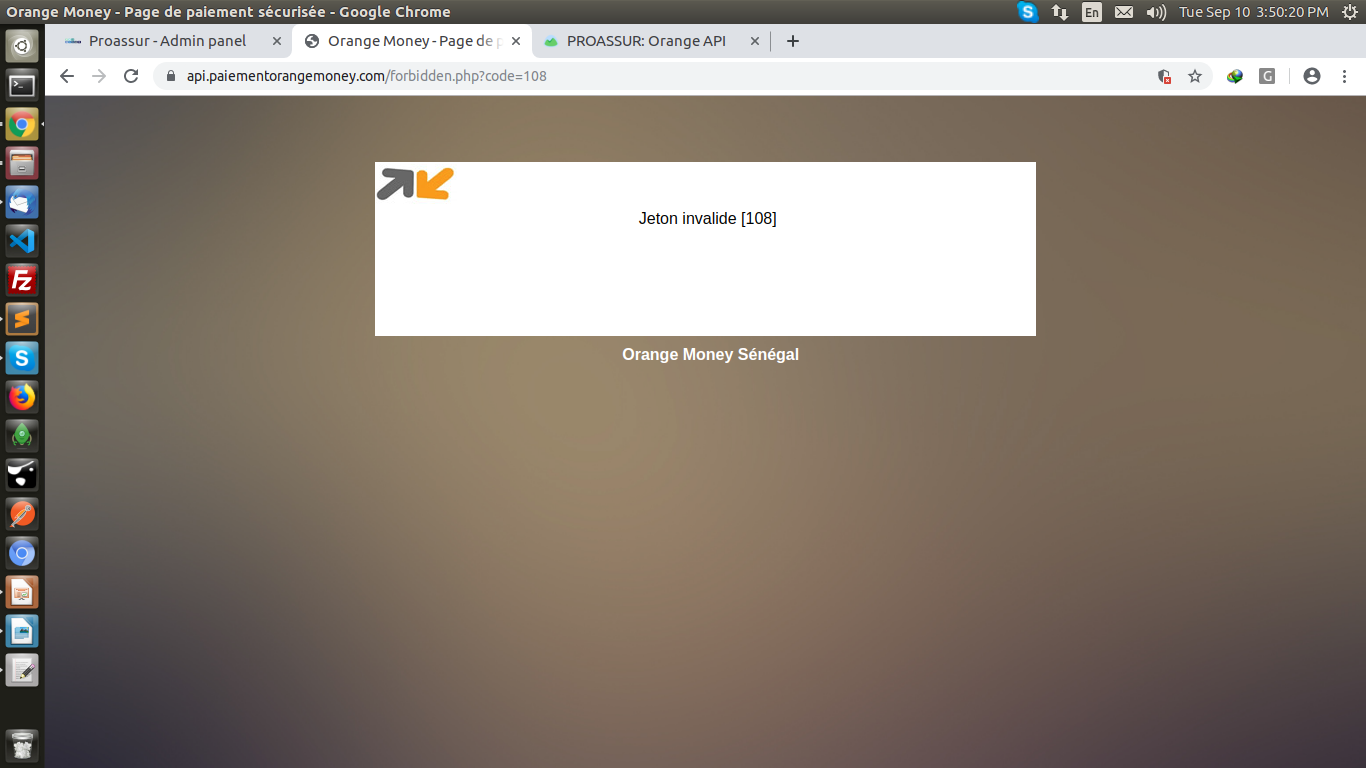 Orange Money - Page de paiement sécurisée - Google Chrome
En
Tue Sep 10 3:50:20 PM
Proassur - Admin panel
Orange Money - Page de p
PROASSUR: Orange API
api.paiementorangemoney.com/forbidden.php?code=108
G
Jeton invalide [108]
Orange Money Sénégal